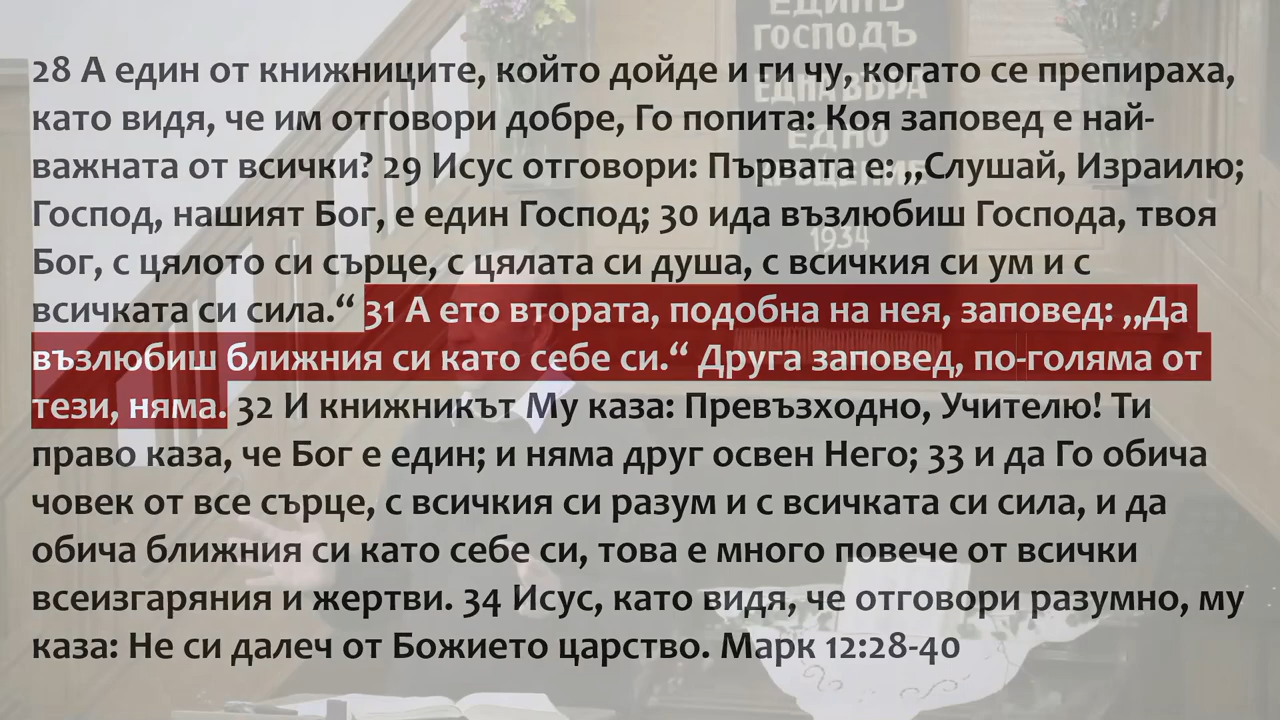 ЕДИНЪ
ГОСПОДЪ
ЕДНА ВѢРА
ЕДНО
КРЪЩЕНИЕ
1934
28 А един от книжниците, който дойде и ги чу, когато се препираха,
като видя, че им отговори добре, Го попита: Коя заповед е най-
важната от всички? 29 Исус отговори: Първата е: „Слушай, Израилю;
Господ, нашият Бог, е един Господ; 30 ида възлюбиш Господа, твоя
Бог, с цялото си сърце, с цялата си душа, с всичкия си ум и с
всичката си сила.“ 31 А ето втората, подобна на нея, заповед: „Да
възлюбиш ближния си като себе си.“ Друга заповед, по-голяма от
тези, няма. 32 И книжникът Му каза: Превъзходно, Учителю! Ти
право каза, че Бог е един; и няма друг освен Него; 33 и да Го обича
човек от все сърце, с всичкия си разум и с всичката си сила, и да
обича ближния си като себе си, това е много повече от всички
всеизгаряния и жертви. 34 Исус, като видя, че отговори разумно, му
каза: Не си далеч от Божието царство. Марк 12:28-40